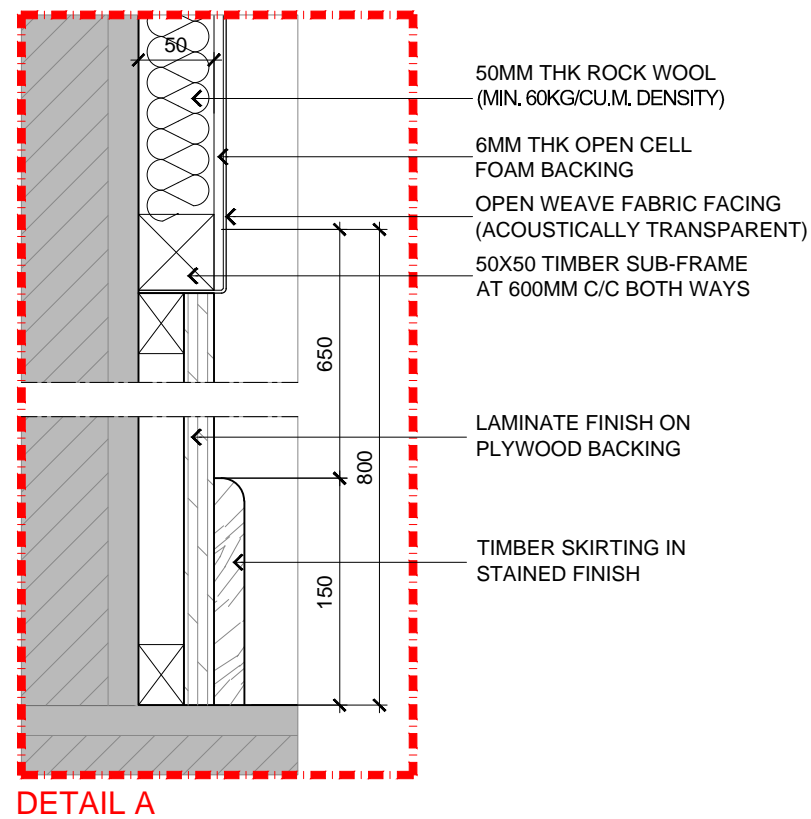 50
50MM THK ROCK WOOL
(MIN. 60KG/CU.M. DENSITY)
6MM THK OPEN CELL
FOAM BACKING
OPEN WEAVE FABRIC FACING
(ACOUSTICALLY TRANSPARENT)
50X50 TIMBER SUB-FRAME
AT 600MM C/C BOTH WAYS
650
800
LAMINATE FINISH ON
PLYWOOD BACKING
TIMBER SKIRTING IN
STAINED FINISH
150
DETAIL A